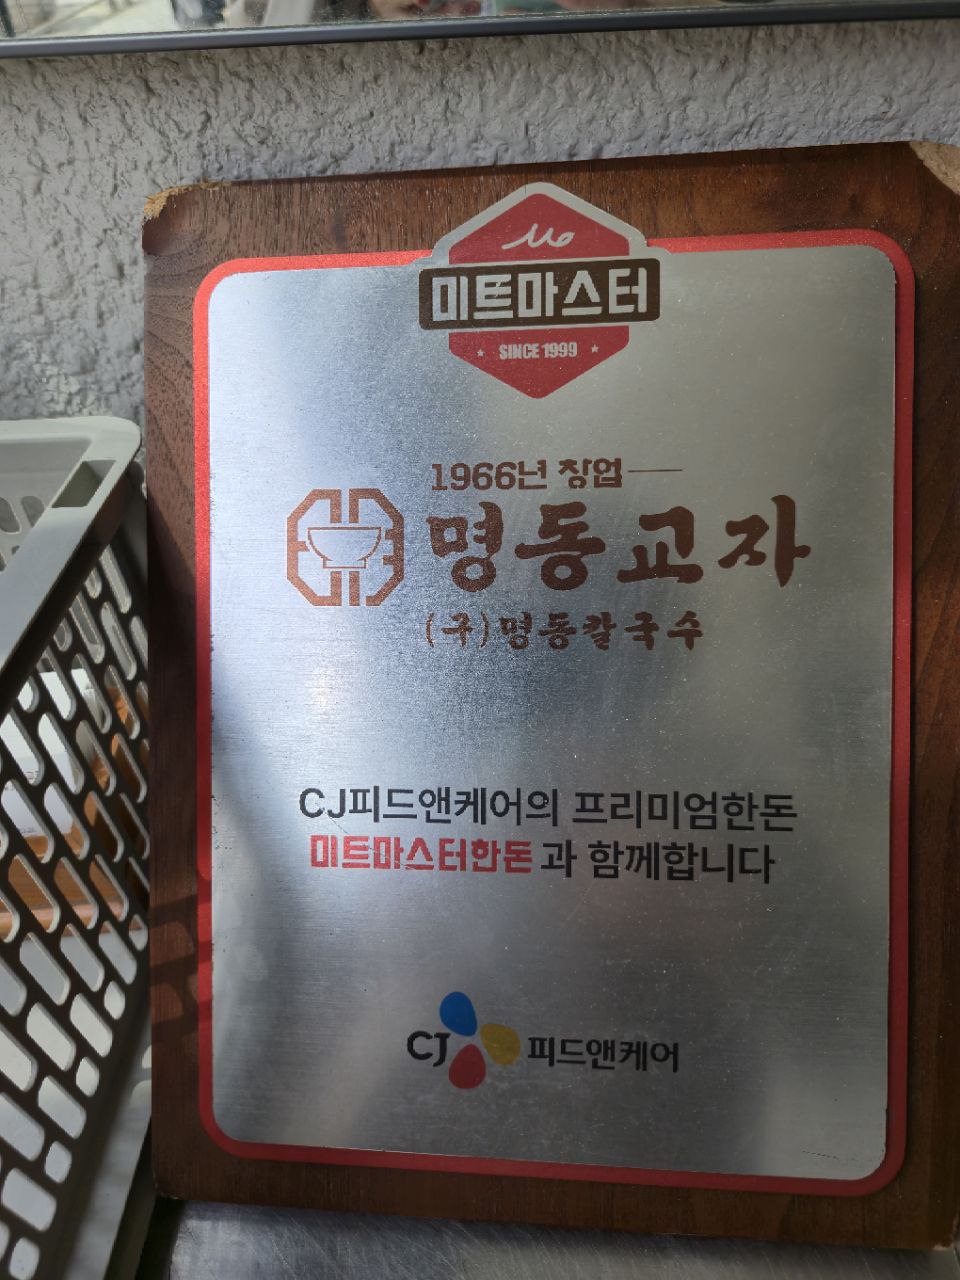 미트마스터
SINCE 1999
1966년 창업
명동교자
(구)명동칼국수
CJ피드앤케어의 프리미엄한돈
미트마스터한돈과 함께합니다
CJ 피드앤케어